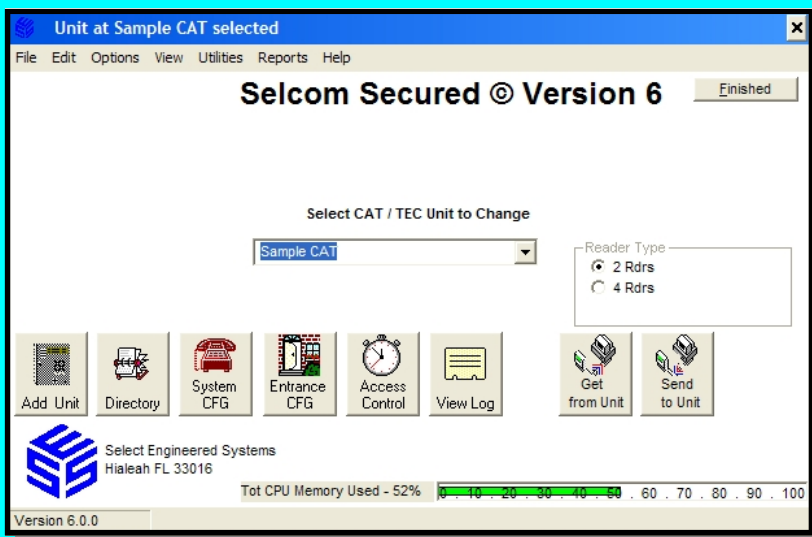 Unit at Sample CAT selected
File Edit Options View Utilities Reports Help
Selcom Secured © Version 6
Finished
Select CAT / TEC Unit to Change
Sample CAT
Reader Type
2 Rdrs
4 Rdrs
Add Unit
Directory
System
CFG
Entrance
CFG
Access
Control
View Log
Get
from Unit
Send
to Unit
SES
Select Engineered Systems
Hialeah FL 33016
Tot CPU Memory Used - 52%
0 . 10 . 20 . 30 . 40 . 50 . 60 . 70 . 80 . 90 . 100
Version 6.0.0